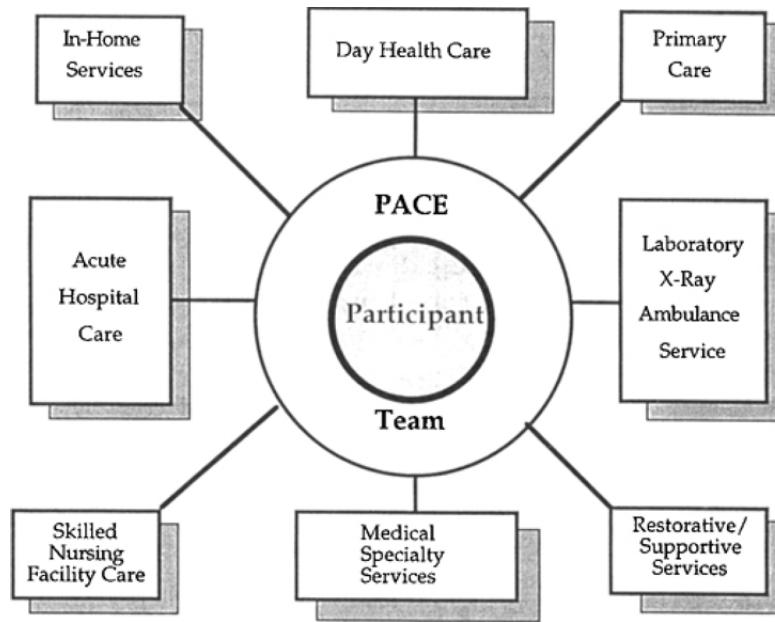 In-Home
Services
Day Health Care
Primary
Care
PACE
Participant
Team
Acute
Hospital
Care
Laboratory
X-Ray
Ambulance
Service
Skilled
Nursing
Facility Care
Medical
Specialty
Services
Restorative/
Supportive
Services